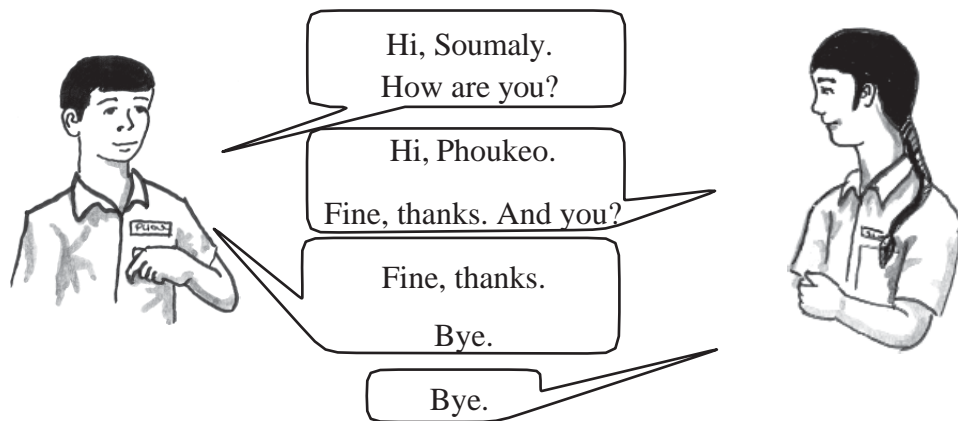 Hi, Soumaly.
How are you?
Hi, Phoukeo.
Fine, thanks. And you?
Fine, thanks.
Bye.
Bye.